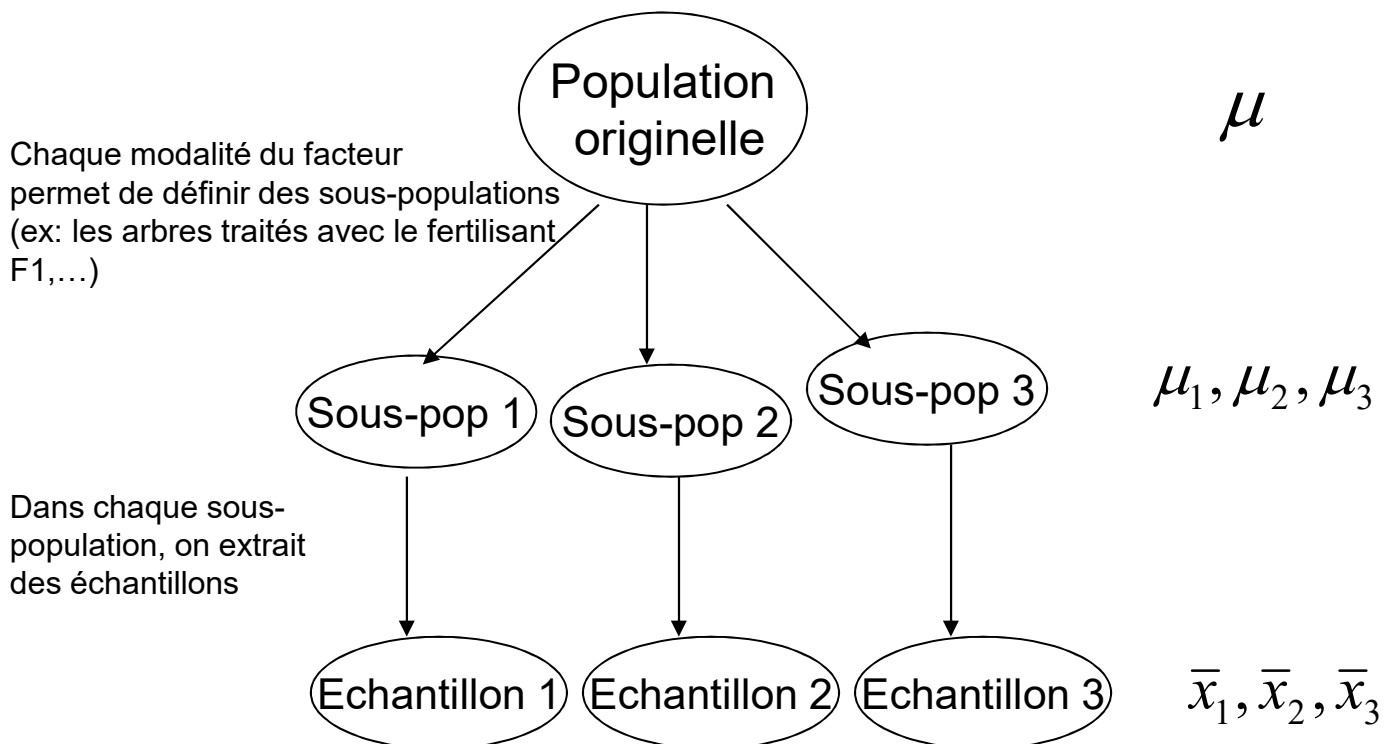 Population
originelle
μ
Chaque modalité du facteur
permet de définir des sous-populations
(ex: les arbres traités avec le fertilisant
F1,…)
Sous-pop 1
Sous-pop 2
Sous-pop 3
μ₁, μ₂, μ₃
Dans chaque sous-
population, on extrait
des échantillons
Echantillon 1
Echantillon 2
Echantillon 3
x̄₁, x̄₂, x̄₃